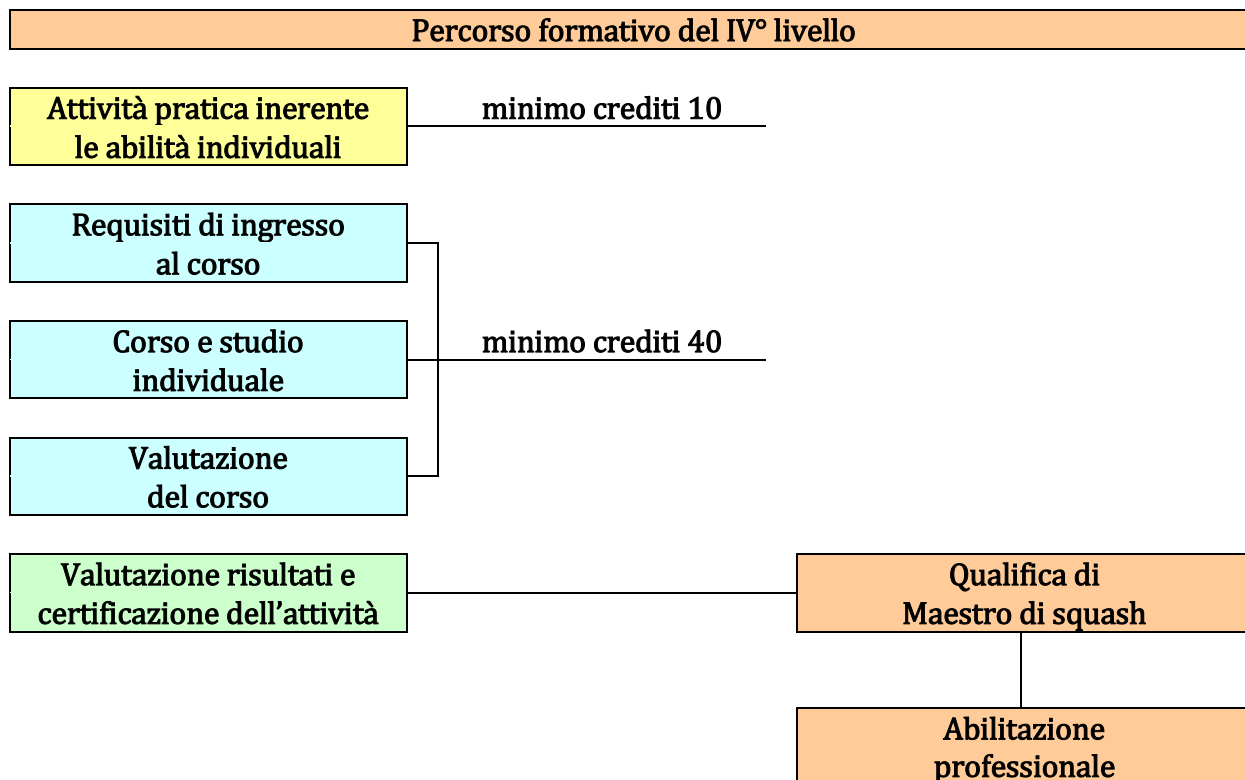 Percorso formativo del IV° livello
Attività pratica inerente
le abilità individuali
minimo crediti 10
Requisiti di ingresso
al corso
Corso e studio
individuale
minimo crediti 40
Valutazione
del corso
Valutazione risultati e
certificazione dell’attività
Qualifica di
Maestro di squash
Abilitazione
professionale